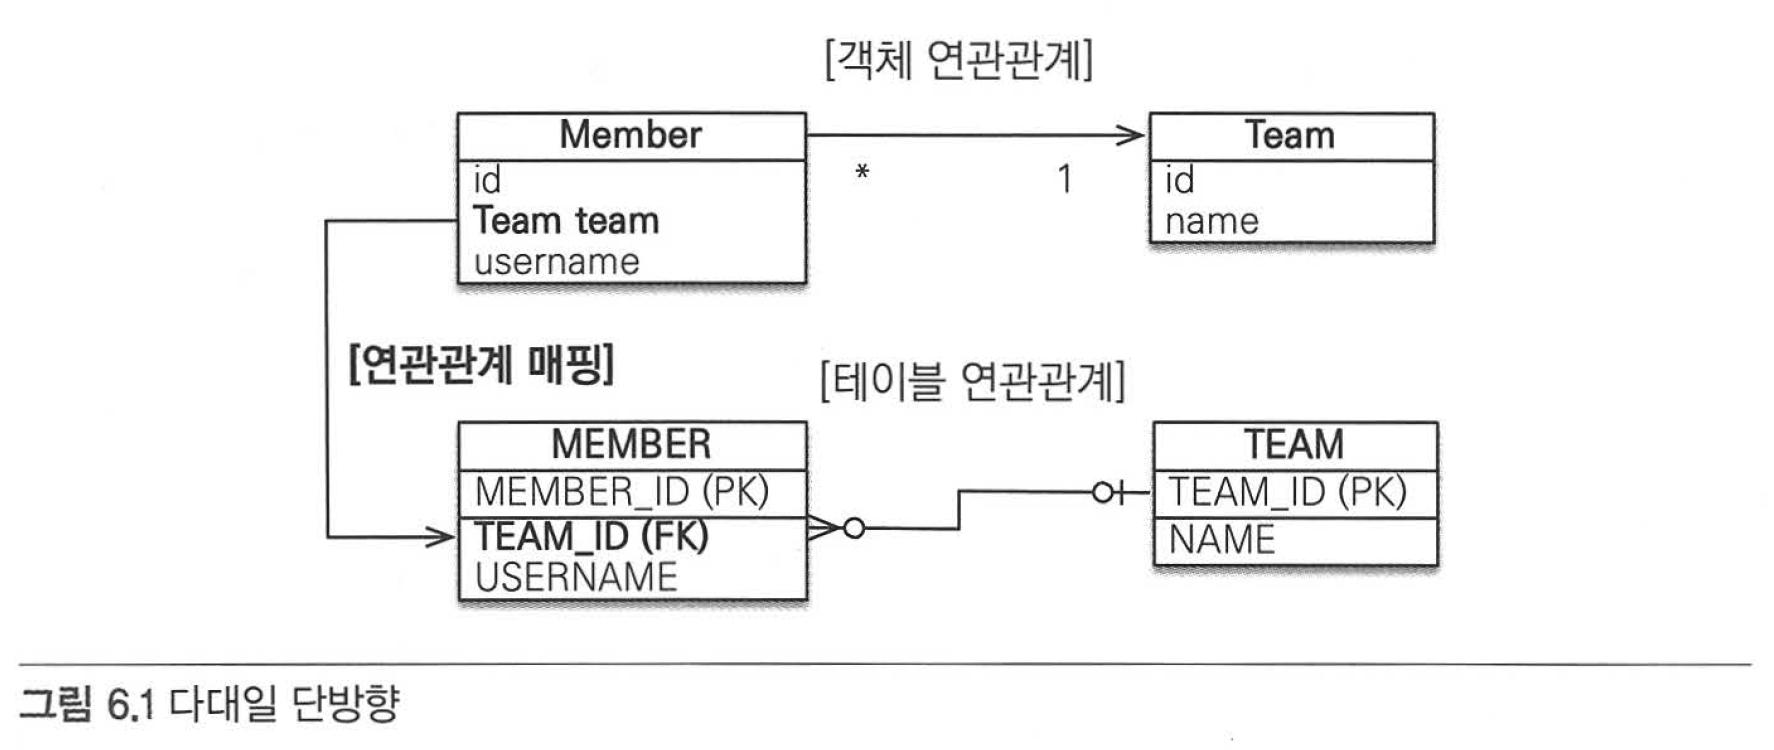 [객체 연관관계]
Member
id
Team team
username
* 1
Team
id
name
[연관관계 매핑]
[테이블 연관관계]
MEMBER
MEMBER_ID (PK)
TEAM_ID (FK)
USERNAME
TEAM
TEAM_ID (PK)
NAME
그림 6.1 다대일 단방향